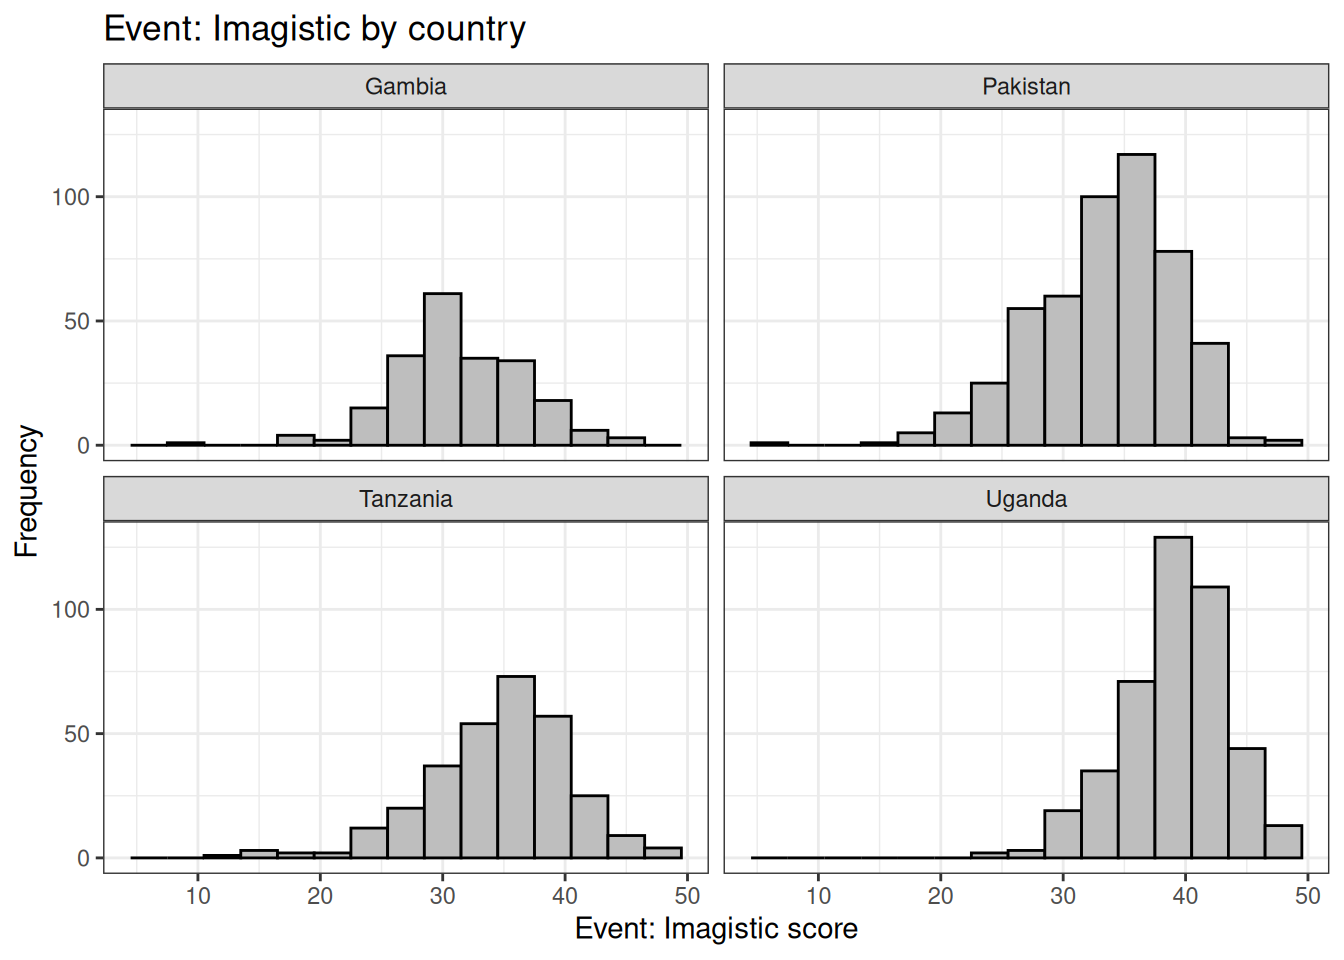 Event: Imagistic by country
Gambia
Pakistan
100
50
0
Tanzania
Uganda
100
50
0
Frequency
10 20 30 40 50
10 20 30 40 50
Event: Imagistic score